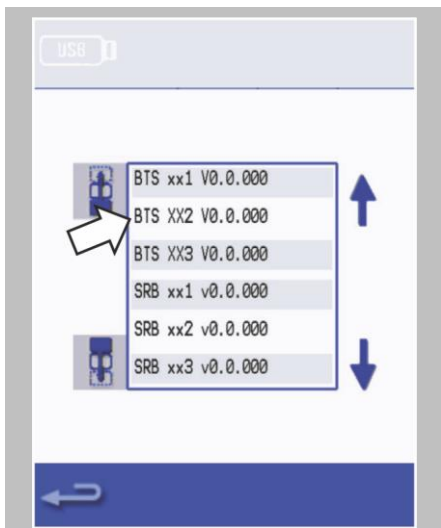 USB
BTS xx1 V0.0.000
BTS XX2 V0.0.000
BTS XX3 V0.0.000
SRB xx1 v0.0.000
SRB xx2 v0.0.000
SRB xx3 v0.0.000